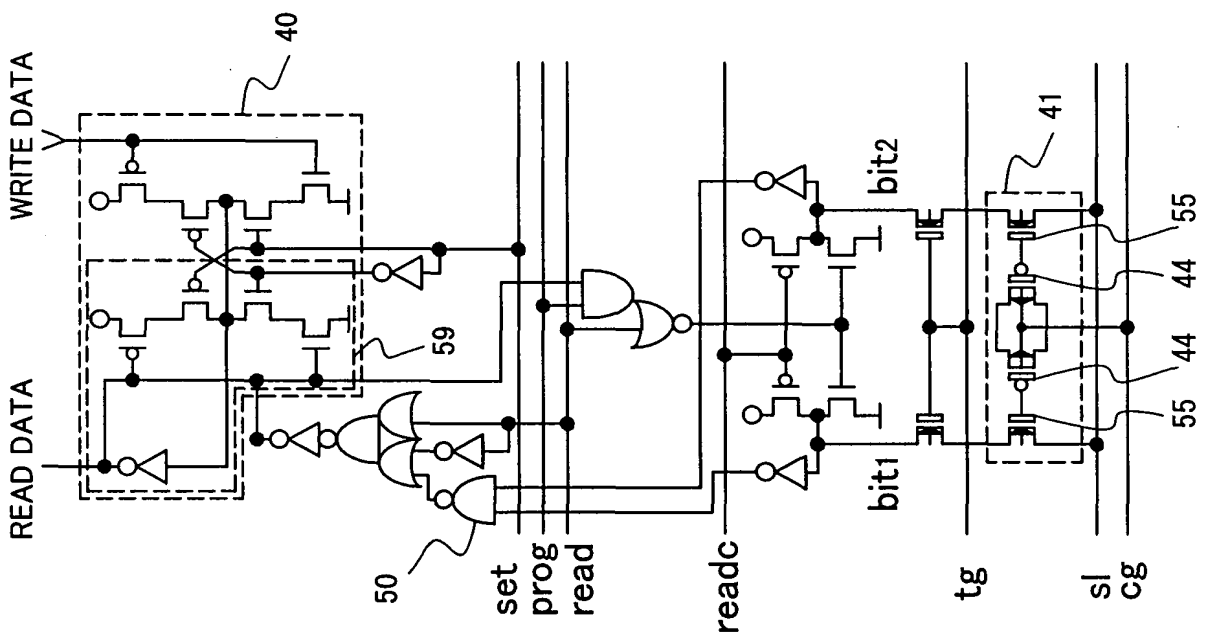 READ DATA
WRITE DATA
40
59
50
set
prog
read
readc
bit1
bit2
tg
41
sl
cg
55
44
44
55